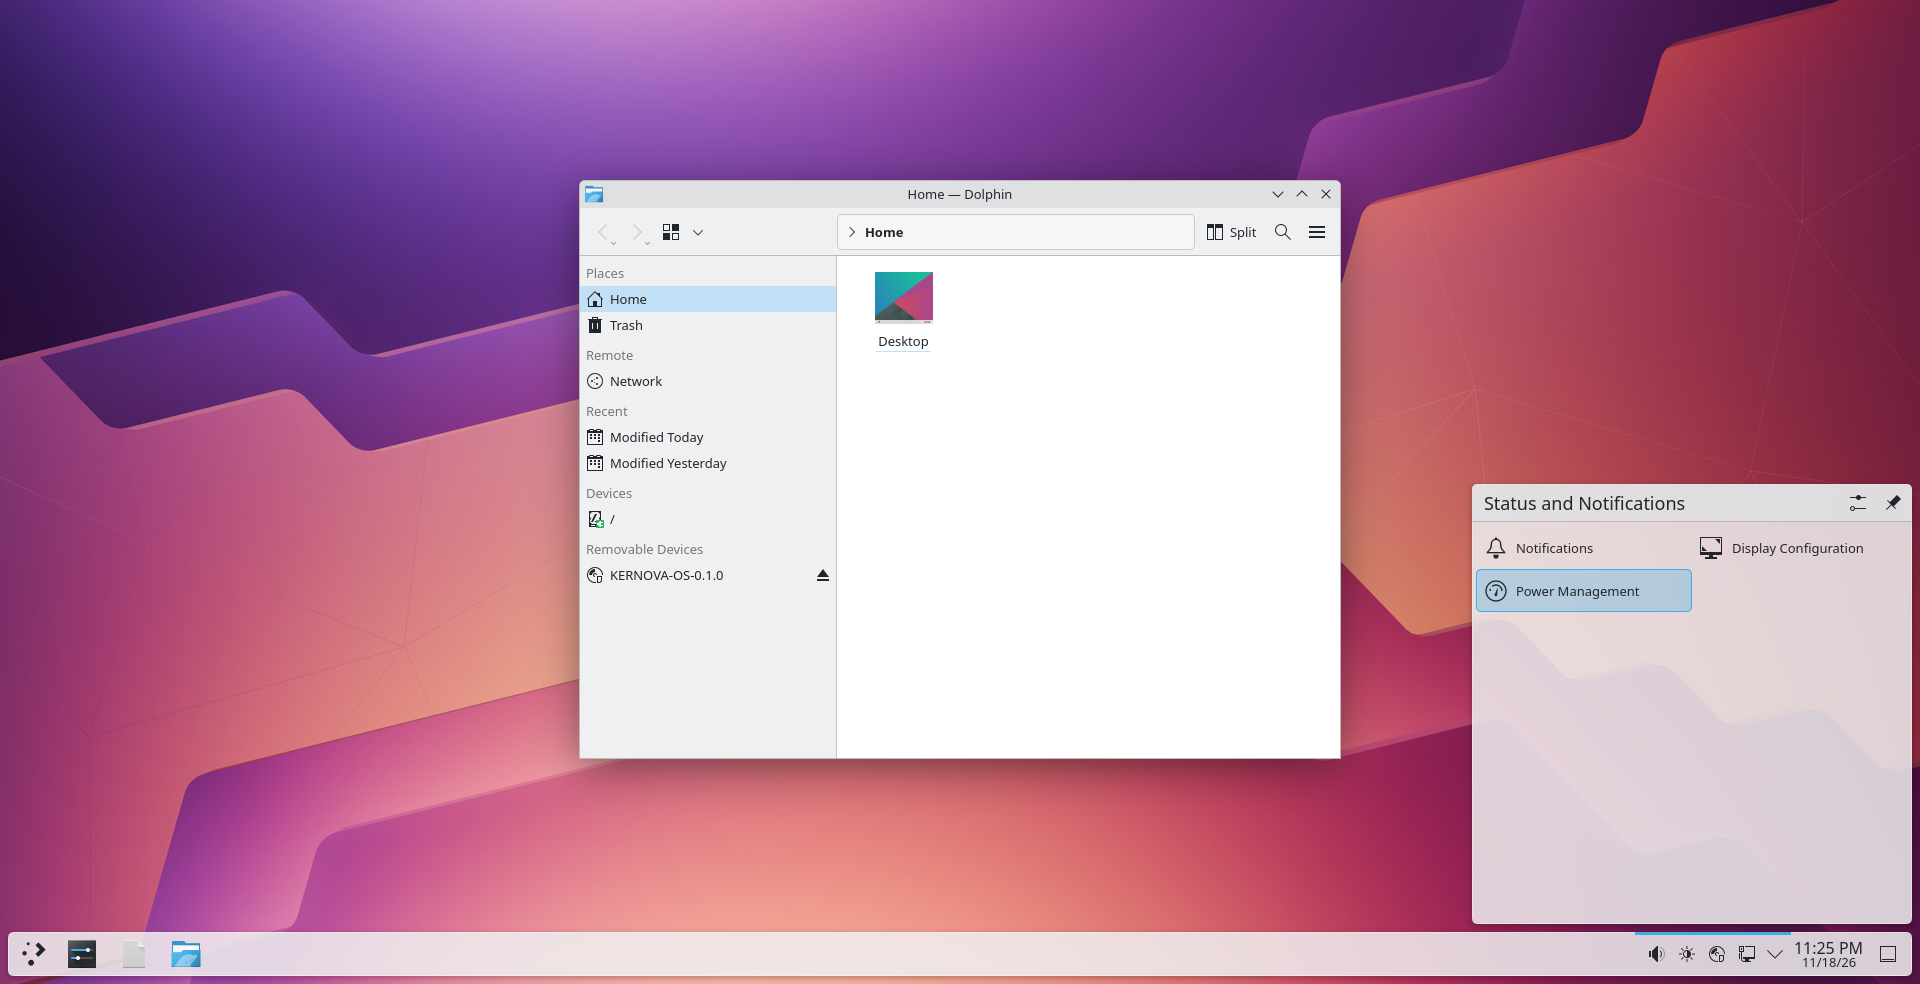 Home — Dolphin
Home
Split
Places
Home
Trash
Remote
Network
Recent
Modified Today
Modified Yesterday
Devices
/
Removable Devices
KERNOVA-OS-0.1.0
Desktop
Status and Notifications
Notifications
Display Configuration
Power Management
11:25 PM
11/18/26